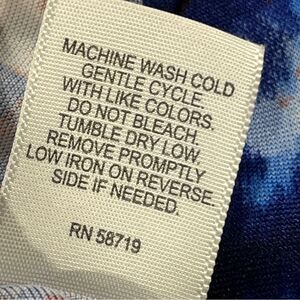 MACHINE WASH COLD
GENTLE CYCLE
WITH LIKE COLORS.
DO NOT BLEACH.
TUMBLE DRY LOW.
REMOVE PROMPTLY
LOW IRON ON REVERSE.
SIDE IF NEEDED.
RN 58719